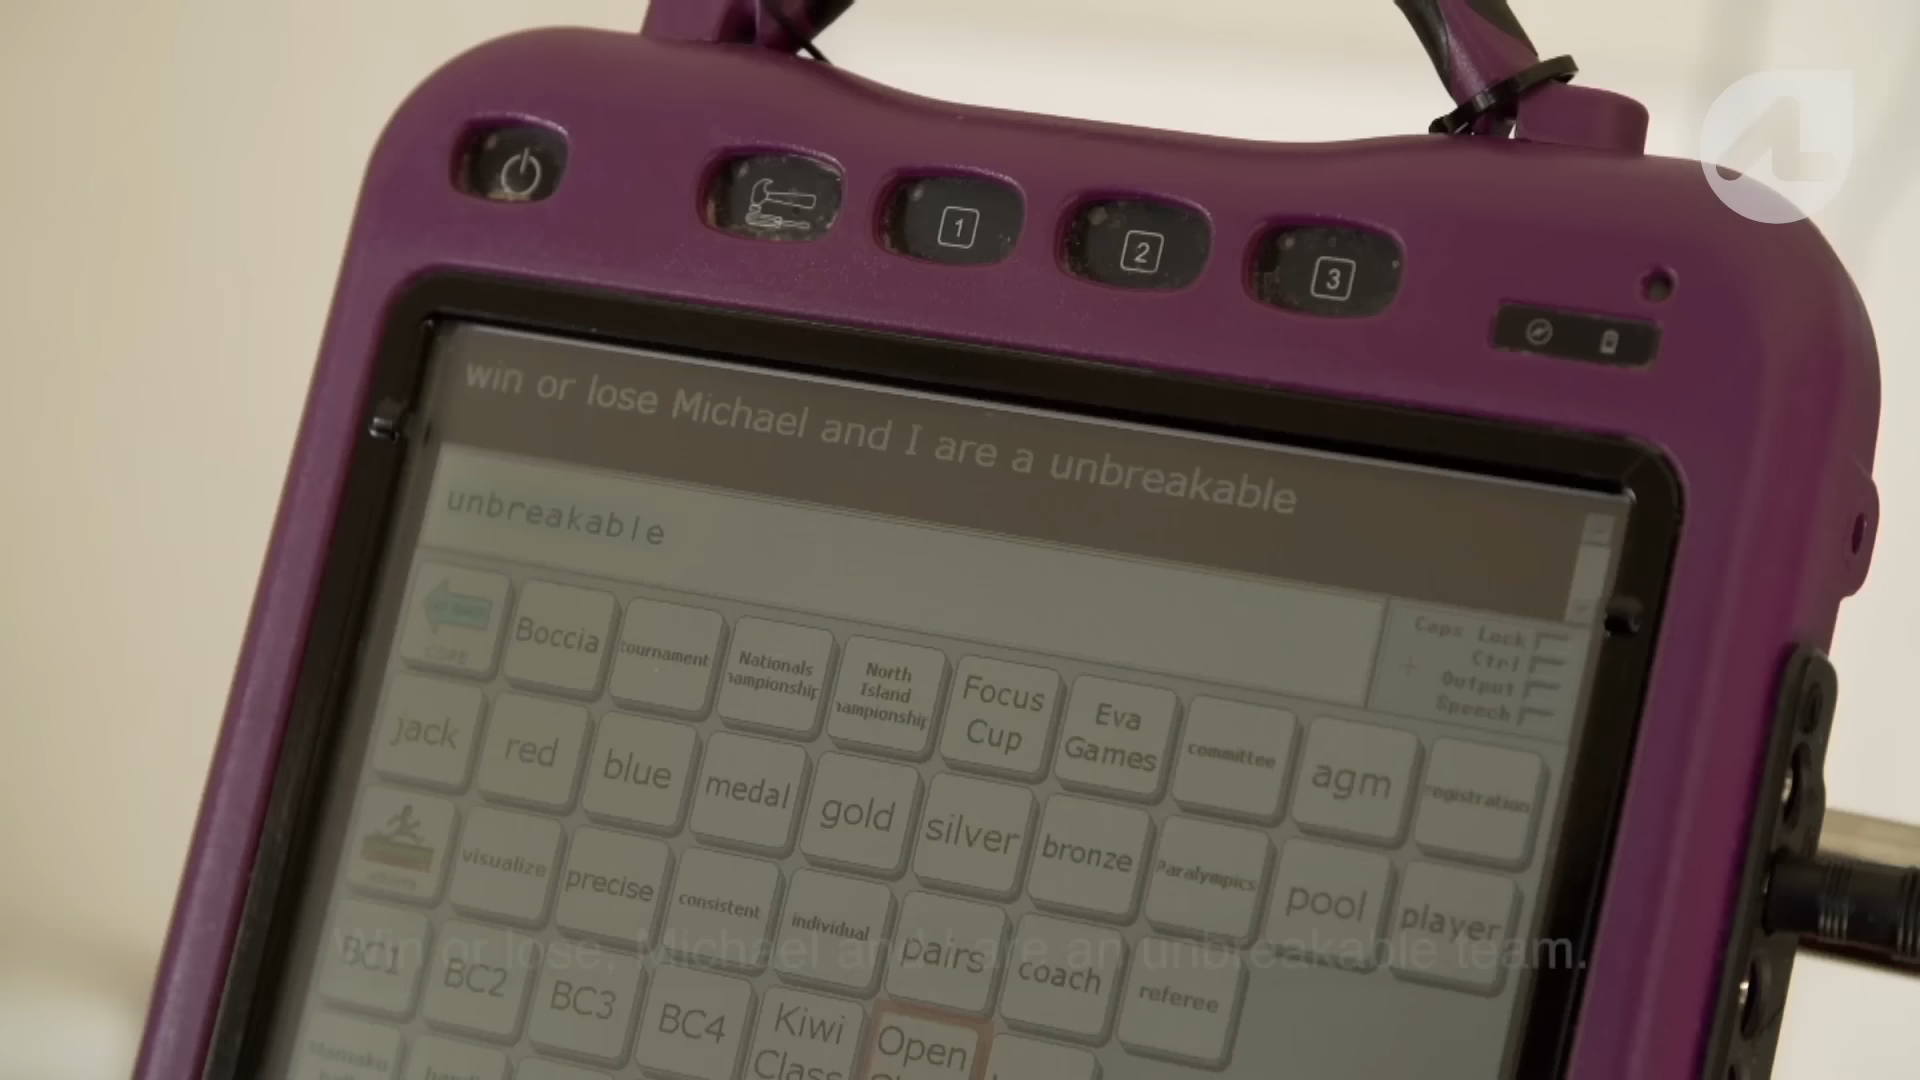 1
2
3
win or lose Michael and I are a unbreakable
unbreakable
Caps Lock
Ctrl
Output
Speech
Boccia
tournament
Nationals
North
Island
Focus
Cup
Eva
Games
committee
agm
registration
jack
red
blue
medal
gold
silver
bronze
Paralympics
pool
player
visualize
precise
consistent
individual
pairs
coach
referee
BC1
BC2
BC3
BC4
Kiwi
Class
Open
Win or lose, Michael and I are an unbreakable team.